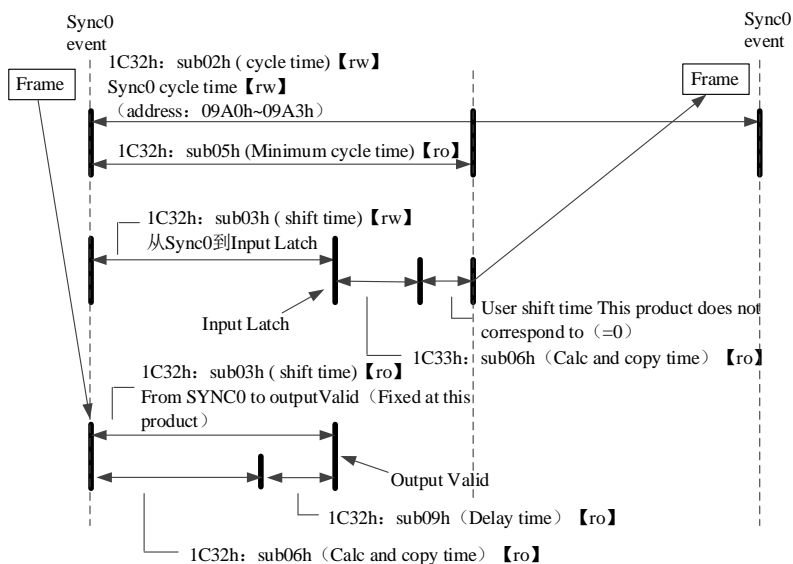 Sync0
event
Sync0
event
1C32h：sub02h ( cycle time)【rw】
Frame
Sync0 cycle time【rw】
Frame
（address：09A0h~09A3h）
1C32h：sub05h (Minimum cycle time)【ro】
1C32h：sub03h ( shift time)【rw】
从Sync0到Input Latch
Input Latch
User shift time This product does not
correspond to（=0）
1C33h：sub06h（Calc and copy time）【ro】
1C32h：sub03h ( shift time)【ro】
From SYNC0 to outputValid（Fixed at this
product）
Output Valid
1C32h：sub09h（Delay time）【ro】
1C32h：sub06h（Calc and copy time）【ro】